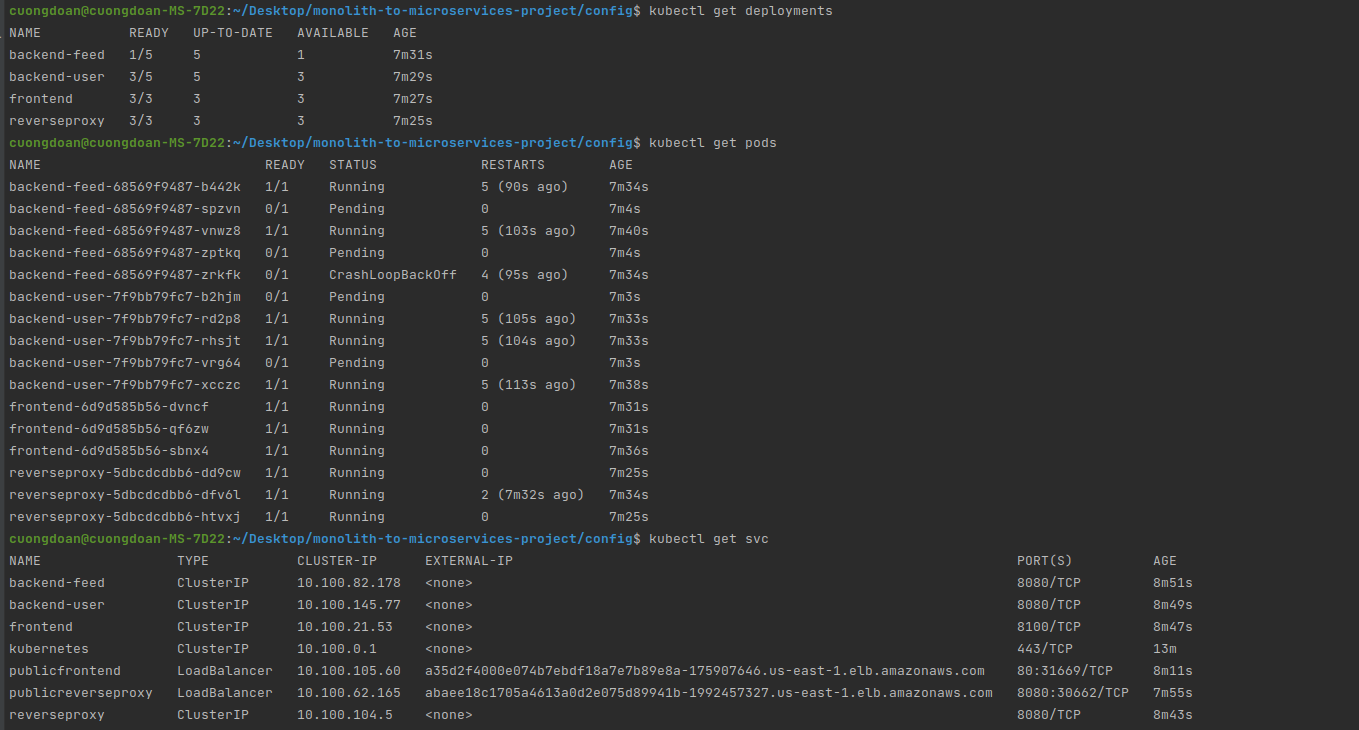 cuongdoan@cuongdoan-MS-7D22:~/Desktop/monolith-to-microservices-project/config$ kubectl get deployments
NAME READY UP-TO-DATE AVAILABLE AGE
backend-feed 1/5 5 1 7m31s
backend-user 3/5 5 3 7m29s
frontend 3/3 3 3 7m27s
reverseproxy 3/3 3 3 7m25s
cuongdoan@cuongdoan-MS-7D22:~/Desktop/monolith-to-microservices-project/config$ kubectl get pods
NAME READY STATUS RESTARTS AGE
backend-feed-68569f9487-b442k 1/1 Running 5 (90s ago) 7m34s
backend-feed-68569f9487-spzvn 0/1 Pending 0 7m4s
backend-feed-68569f9487-vnwz8 1/1 Running 5 (103s ago) 7m40s
backend-feed-68569f9487-zptkq 0/1 Pending 0 7m4s
backend-feed-68569f9487-zrkfk 0/1 CrashLoopBackOff 4 (95s ago) 7m34s
backend-user-7f9bb79fc7-b2hjm 0/1 Pending 0 7m3s
backend-user-7f9bb79fc7-rd2p8 1/1 Running 5 (105s ago) 7m33s
backend-user-7f9bb79fc7-rhsjt 1/1 Running 5 (104s ago) 7m33s
backend-user-7f9bb79fc7-vrg64 0/1 Pending 0 7m3s
backend-user-7f9bb79fc7-xcczc 1/1 Running 5 (113s ago) 7m38s
frontend-6d9d585b56-dvncf 1/1 Running 0 7m31s
frontend-6d9d585b56-qf6zw 1/1 Running 0 7m31s
frontend-6d9d585b56-sbnx4 1/1 Running 0 7m36s
reverseproxy-5dbcdcdbb6-dd9cw 1/1 Running 0 7m25s
reverseproxy-5dbcdcdbb6-dfv6l 1/1 Running 2 (7m32s ago) 7m34s
reverseproxy-5dbcdcdbb6-htvxj 1/1 Running 0 7m25s
cuongdoan@cuongdoan-MS-7D22:~/Desktop/monolith-to-microservices-project/config$ kubectl get svc
NAME TYPE CLUSTER-IP EXTERNAL-IP PORT(S) AGE
backend-feed ClusterIP 10.100.82.178 <none> 8080/TCP 8m51s
backend-user ClusterIP 10.100.145.77 <none> 8080/TCP 8m49s
frontend ClusterIP 10.100.21.53 <none> 8100/TCP 8m47s
kubernetes ClusterIP 10.100.0.1 <none> 443/TCP 13m
publicfrontend LoadBalancer 10.100.105.60 a35d2f4000e074b7ebdf18a7e7b89e8a-175907646.us-east-1.elb.amazonaws.com 80:31669/TCP 8m11s
publicreverseproxy LoadBalancer 10.100.62.165 abaee18c1705a4613a0d2e075d89941b-1992457327.us-east-1.elb.amazonaws.com 8080:30662/TCP 7m55s
reverseproxy ClusterIP 10.100.104.5 <none> 8080/TCP 8m43s